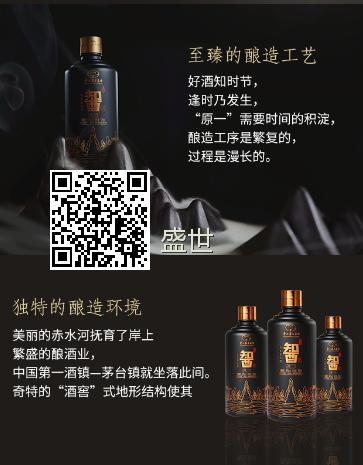 至臻的酿造工艺
好酒知时节，
逢时乃发生，
“原一”需要时间的积淀，
酿造工序是繁复的，
过程是漫长的。
盛世
独特的酿造环境
美丽的赤水河抚育了岸上
繁盛的酿酒业，
中国第一酒镇—茅台镇就坐落此间。
奇特的“酒窖”式地形结构使其